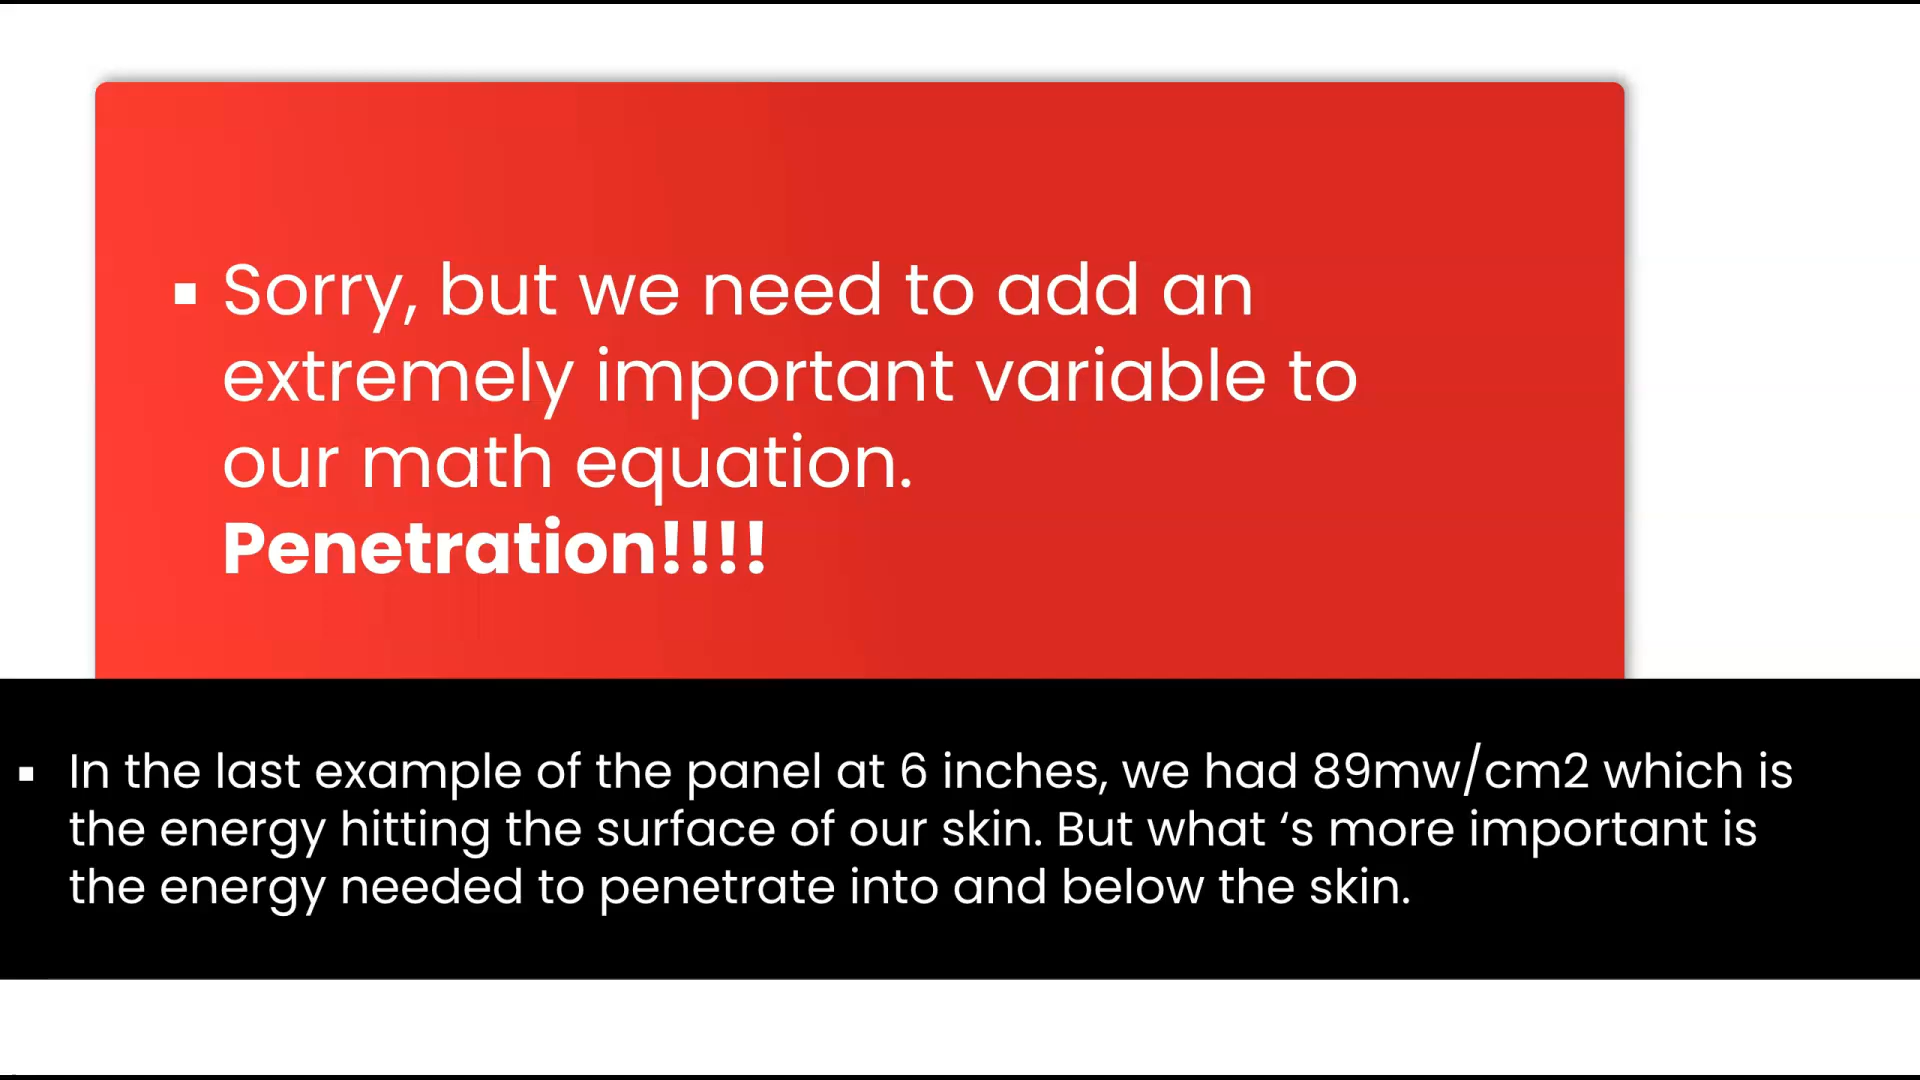 ▪ Sorry, but we need to add an
extremely important variable to
our math equation.
Penetration!!!!
▪ In the last example of the panel at 6 inches, we had 89mw/cm2 which is
the energy hitting the surface of our skin. But what ‘s more important is
the energy needed to penetrate into and below the skin.